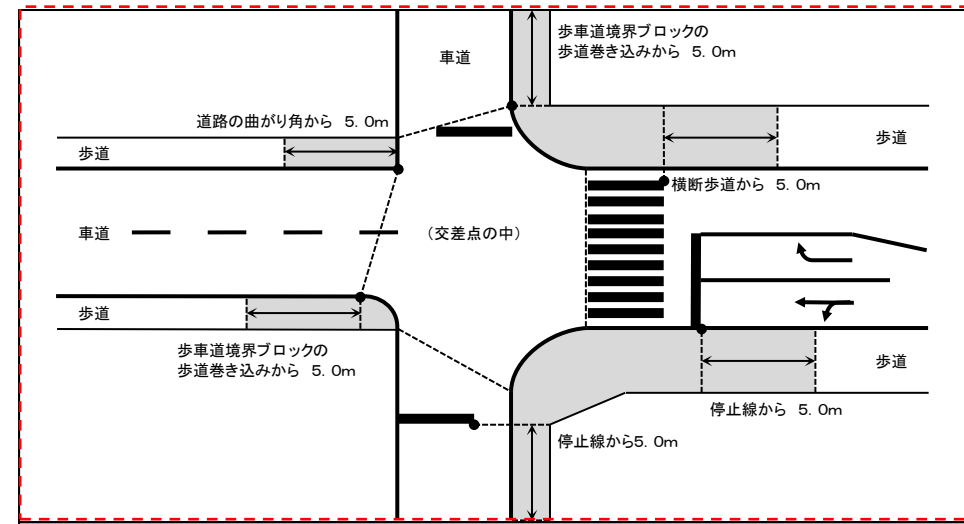 歩車道境界ブロックの
歩道巻き込みから 5.0m
車道
道路の曲がり角から 5.0m
歩道
歩道
横断歩道から 5.0m
車道
(交差点の中)
歩道
歩車道境界ブロックの
歩道巻き込みから 5.0m
歩道
停止線から 5.0m
停止線から5.0m